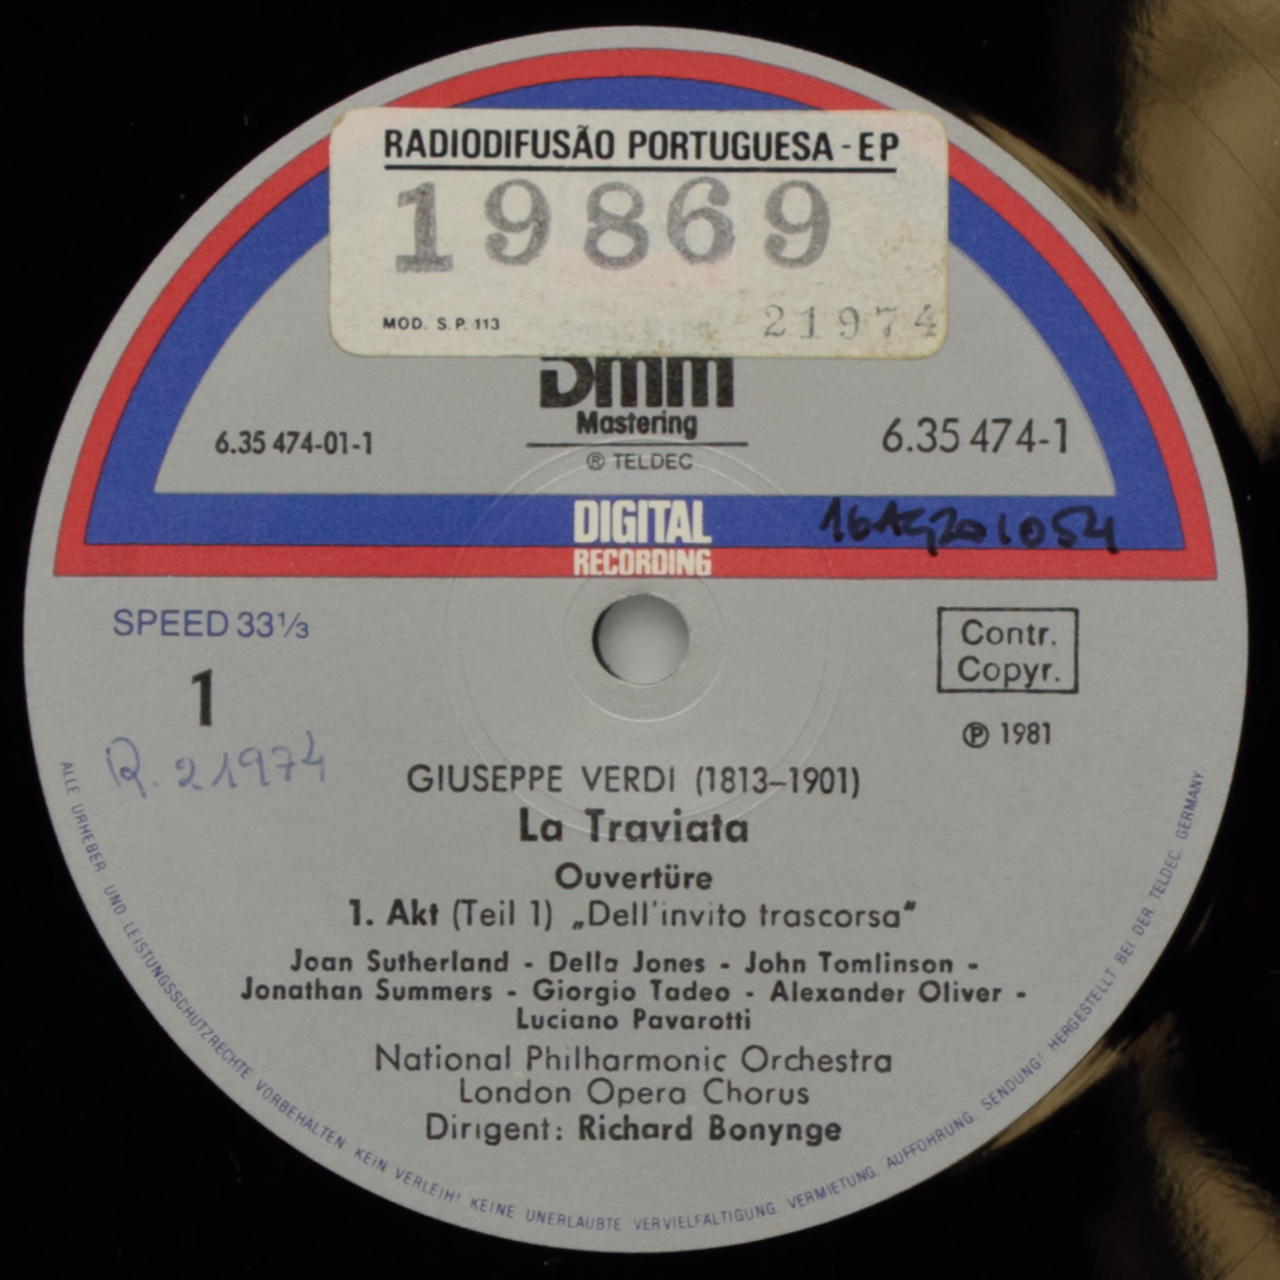 RADIODIFUSÃO PORTUGUESA - EP
19869
MOD. S.P. 113
21974
Dmm
Mastering
® TELDEC
6.35 474-01-1
6.35 474-1
DIGITAL
RECORDING
SPEED 33⅓
1
R. 21974
Contr.
Copyr.
℗ 1981
GIUSEPPE VERDI (1813–1901)
La Traviata
Ouvertüre
1. Akt (Teil 1) „Dell'invito trascorsa“
Joan Sutherland - Della Jones - John Tomlinson -
Jonathan Summers - Giorgio Tadeo - Alexander Oliver -
Luciano Pavarotti
National Philharmonic Orchestra
London Opera Chorus
Dirigent: Richard Bonynge
ALLE URHEBER UND LEISTUNGSSCHUTZRECHTE VORBEHALTEN. KEIN VERLEIH! KEINE UNERLAUBTE VERVIELFÄLTIGUNG. VERMIETUNG. AUFFÜHRUNG. SENDUNG! HERGESTELLT BEI DER TELDEC. GERMANY